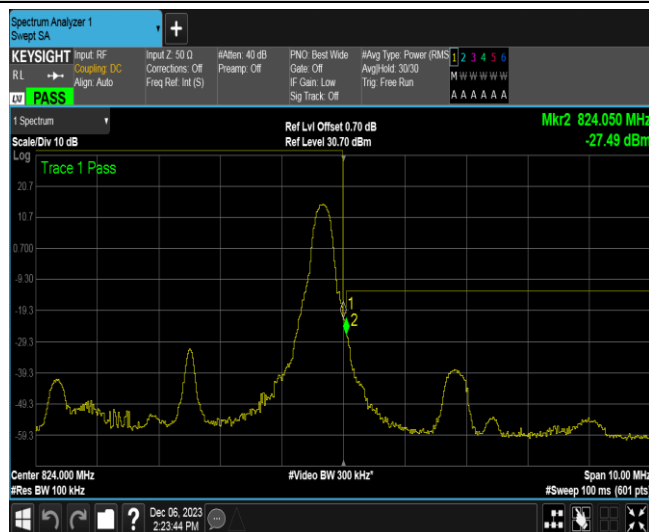 Spectrum Analyzer 1
Swept SA
+
KEYSIGHT
RL
LXI PASS
Input: RF
Coupling: DC
Align: Auto
Input Z: 50 Ω
Corrections: Off
Freq Ref: Int (S)
#Atten: 40 dB
Preamp: Off
PNO: Best Wide
Gate: Off
IF Gain: Low
Sig Track: Off
#Avg Type: Power (RMS
Avg|Hold: 30/30
Trig: Free Run
1 2 3 4 5 6
M W W W W W
A A A A A A
1 Spectrum
Scale/Div 10 dB
Ref Lvl Offset 0.70 dB
Ref Level 30.70 dBm
Mkr2 824.050 MHz
-27.49 dBm
Log
Trace 1 Pass
20.7
10.7
0.700
-9.30
-19.3
-29.3
-39.3
-49.3
-59.3
1
2
Center 824.000 MHz
#Res BW 100 kHz
#Video BW 300 kHz*
Span 10.00 MHz
#Sweep 100 ms (601 pts)
?
Dec 06, 2023
2:23:44 PM